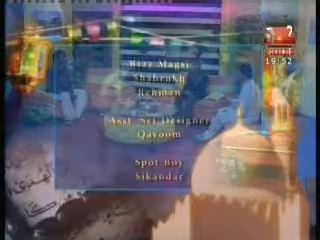 Riaz Magsi
Shahrukh
Rehman
Asst. Set Designer
Qayoom
Spot Boy
Sikandar
19:52